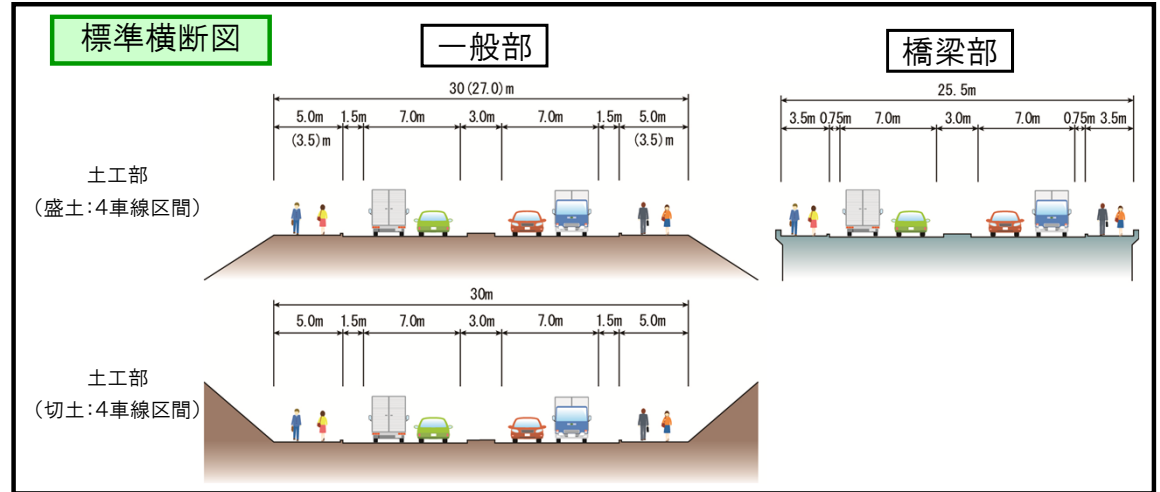 標準横断図
一般部
橋梁部
土工部
（盛土：4車線区間）
30(27.0)m
5.0m 1.5m 7.0m 3.0m 7.0m 1.5m 5.0m
(3.5)m (3.5)m
25.5m
3.5m 0.75m 7.0m 3.0m 7.0m 0.75m 3.5m
土工部
（切土：4車線区間）
30m
5.0m 1.5m 7.0m 3.0m 7.0m 1.5m 5.0m